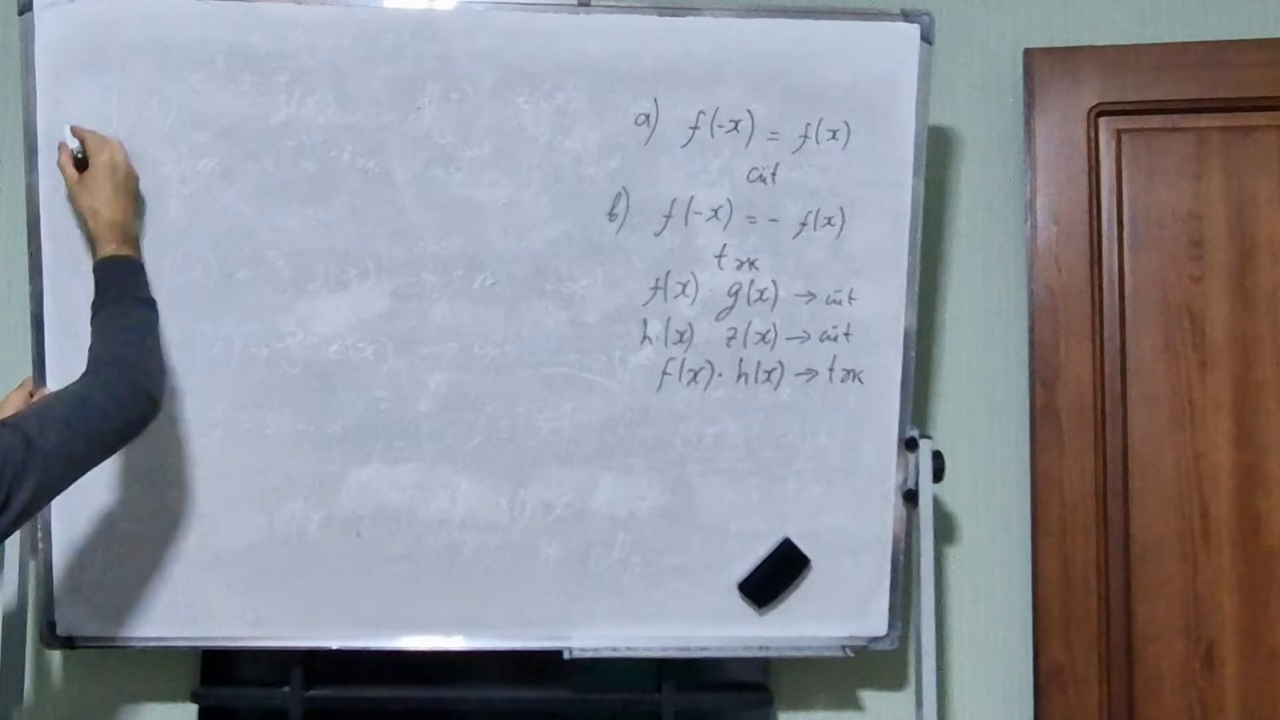 a) f(-x) = f(x)
cüt
b) f(-x) = - f(x)
tək
f(x) g(x) → cüt
h(x) z(x) → cüt
f(x)· h(x) → tək